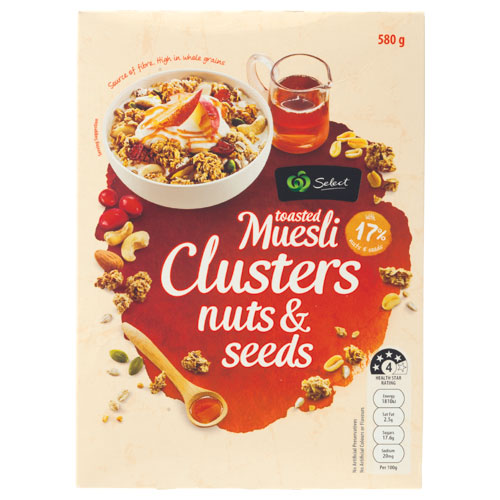 580 g
Source of fibre. High in whole grains
Serving Suggestion
Select
toasted
Muesli
with
17%
nuts & seeds
Clusters
nuts &
seeds
4
HEALTH STAR
RATING
Energy
1810kJ
Sat Fat
2.5g
Sugars
17.4g
Sodium
20mg
Per 100g
No Artificial Preservatives
No Artificial Colours or Flavours